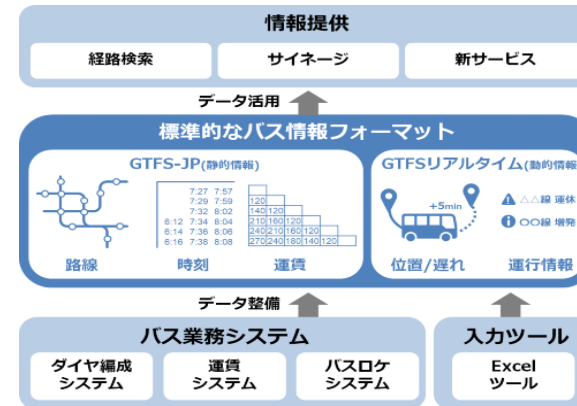 情報提供
経路検索
サイネージ
新サービス
データ活用
標準的なバス情報フォーマット
GTFS-JP(静的情報)
GTFSリアルタイム(動的情報
7:27 7:57
7:29 7:59
7:32 8:02
6:12 7:34 8:04
6:14 7:36 8:06
6:16 7:38 8:08
120
140 120
210 160 120
240 210 160 120
270 240 180 140 120
+5min
△△線 運休
〇〇線 増発
路線
時刻
運賃
位置/遅れ
運行情報
データ整備
バス業務システム
入力ツール
ダイヤ編成
システム
運賃
システム
バスロケ
システム
Excel
ツール